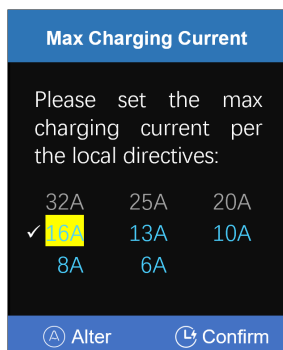 Max Charging Current
Please set the max
charging current per
the local directives:
32A 25A 20A
✓ 16A 13A 10A
8A 6A
A Alter Confirm